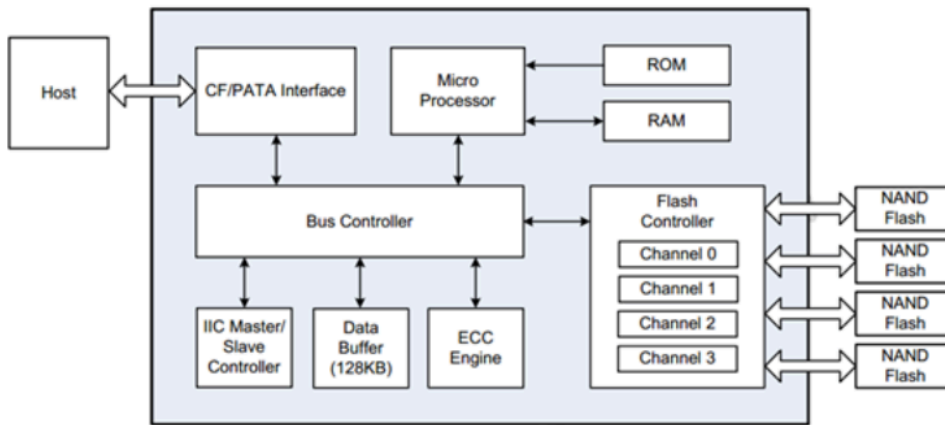 Host
CF/PATA Interface
Micro
Processor
ROM
RAM
Bus Controller
Flash
Controller
Channel 0
Channel 1
Channel 2
Channel 3
NAND
Flash
NAND
Flash
NAND
Flash
NAND
Flash
IIC Master/
Slave
Controller
Data
Buffer
(128KB)
ECC
Engine